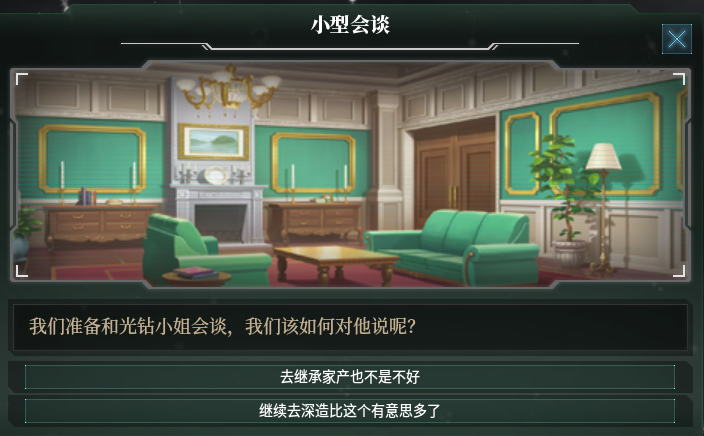 小型会谈
我们准备和光钻小姐会谈，我们该如何对他说呢？
去继承家产也不是不好
继续去深造比这个有意思多了